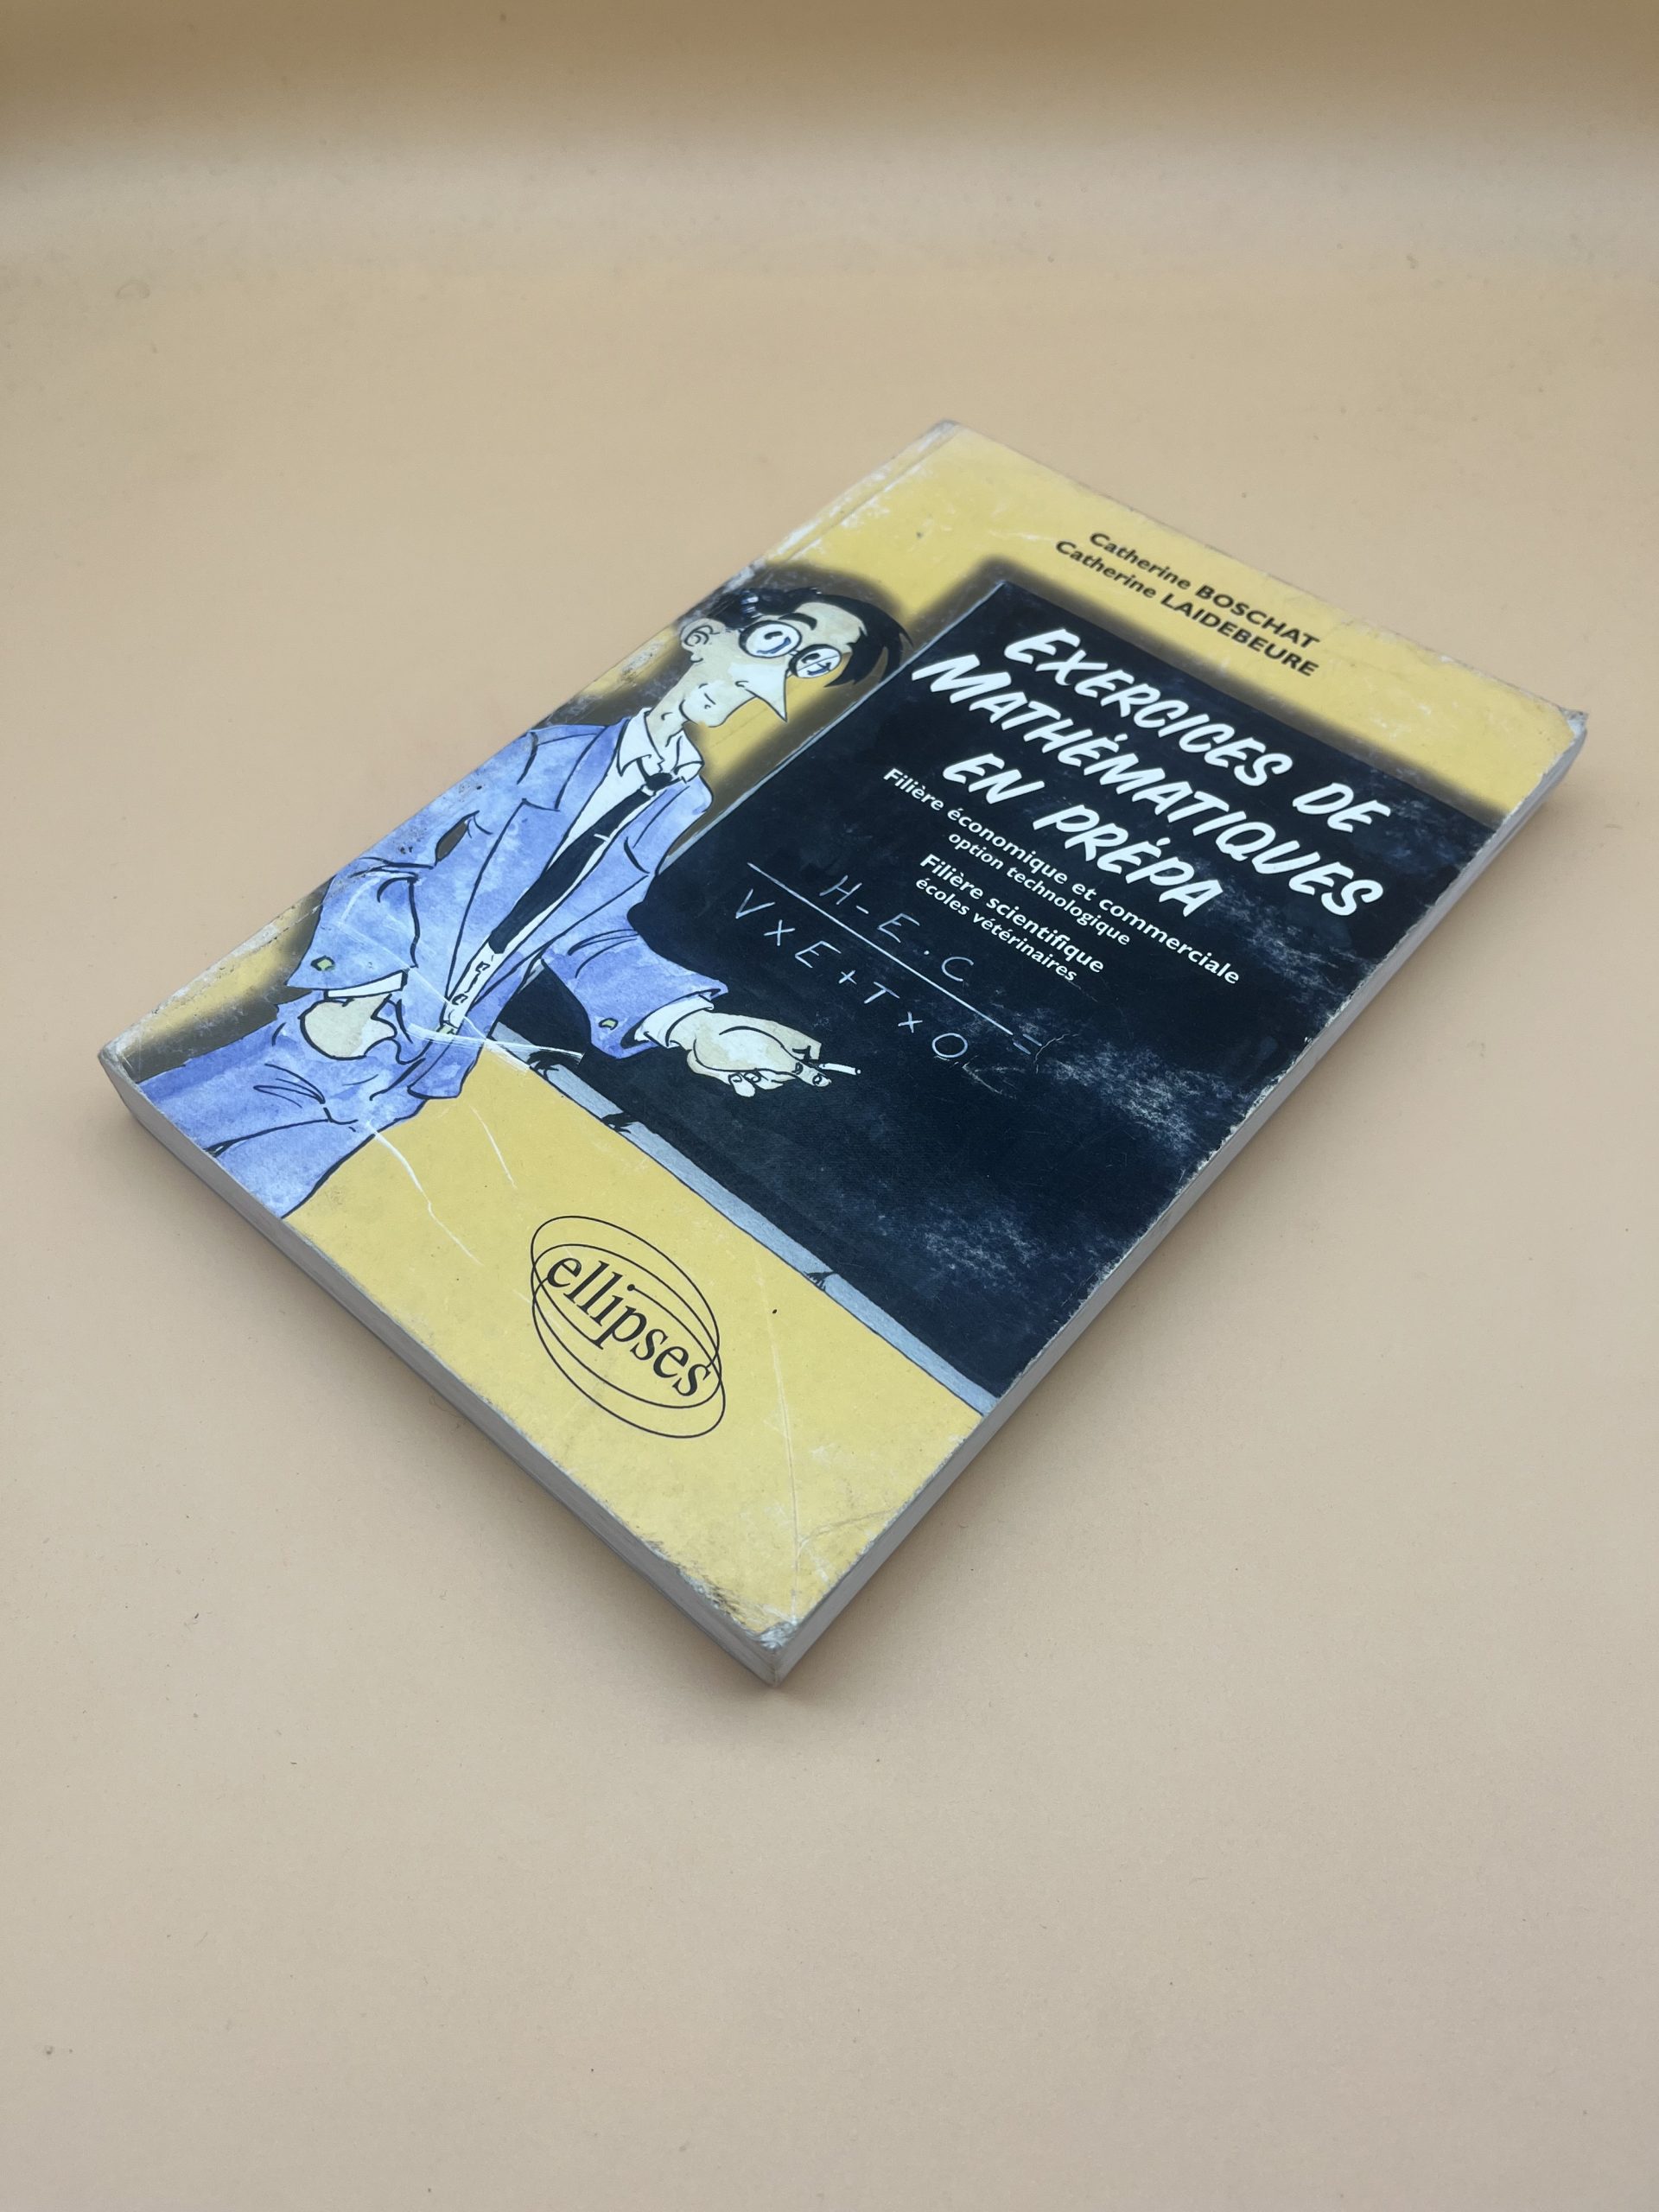 Catherine BOSCHAT
Catherine LAIDEBEURE
EXERCICES DE
MATHÉMATIQUES
EN PRÉPA
Filière économique et commerciale
option technologique
Filière scientifique
écoles vétérinaires
H - E . C
V × E + T × O =
ellipses